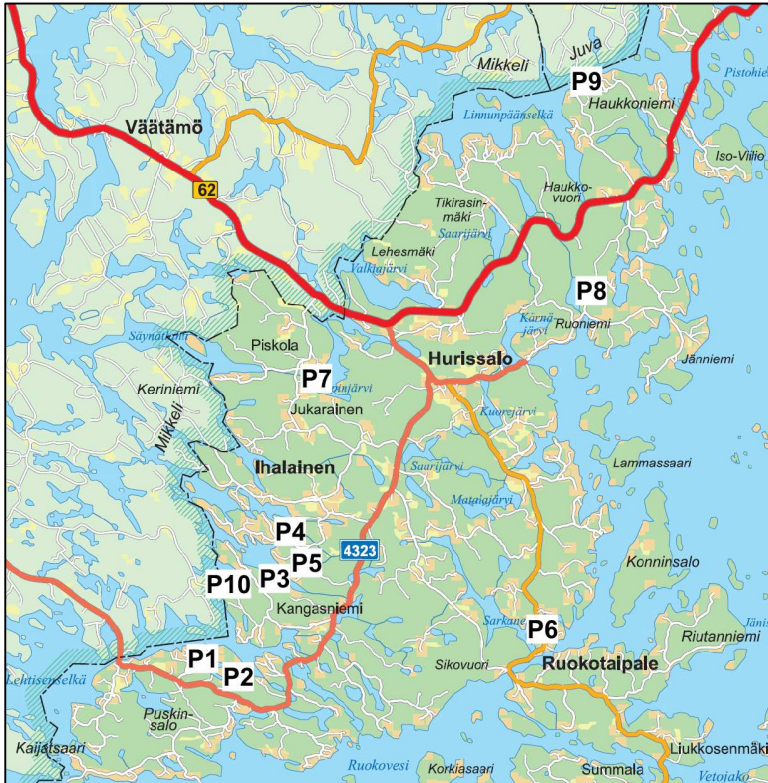 Juva
Mikkeli
P9
Haukkoniemi
Linnunpäänselkä
Väätämö
Iso-Viilio
62
Haukko-
vuori
Tikirasin-
mäki
Saarijärvi
Lehesmäki
Valkiajärvi
P8
Kärnä-
järvi
Ruoniemi
Piskola
Hurissalo
Jänniemi
P7
Keriniemi
Jukarainen
Kuorejärvi
Mikkeli
Ihalainen
Saarijärvi
Lammassaari
Matalajärvi
P4
4323
P5
Konninsalo
P10
P3
Kangasniemi
Sarkane
P6
Riutanniemi
P1
Sikovuori
Ruokotaipale
P2
Lehtisenselkä
Puskin-
salo
Kaijatsaari
Liukkosenmäki
Ruokovesi
Korkiasaari
Summala
Vetojako